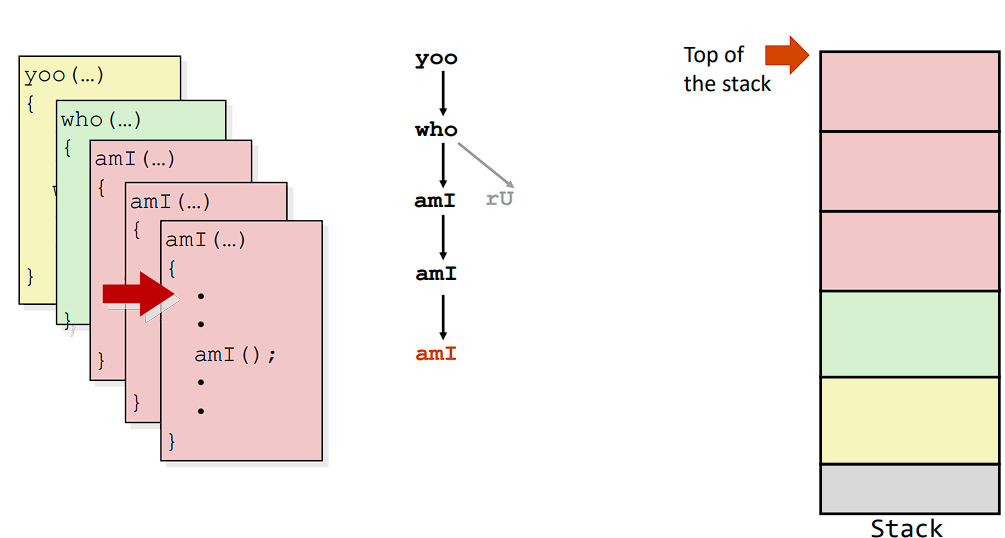 yoo(…)
{
}
who(…)
{
}
amI(…)
{
}
amI(…)
{
}
amI(…)
{
•
•
amI();
•
•
}
yoo
who
amI rU
amI
amI
Top of
the stack
Stack